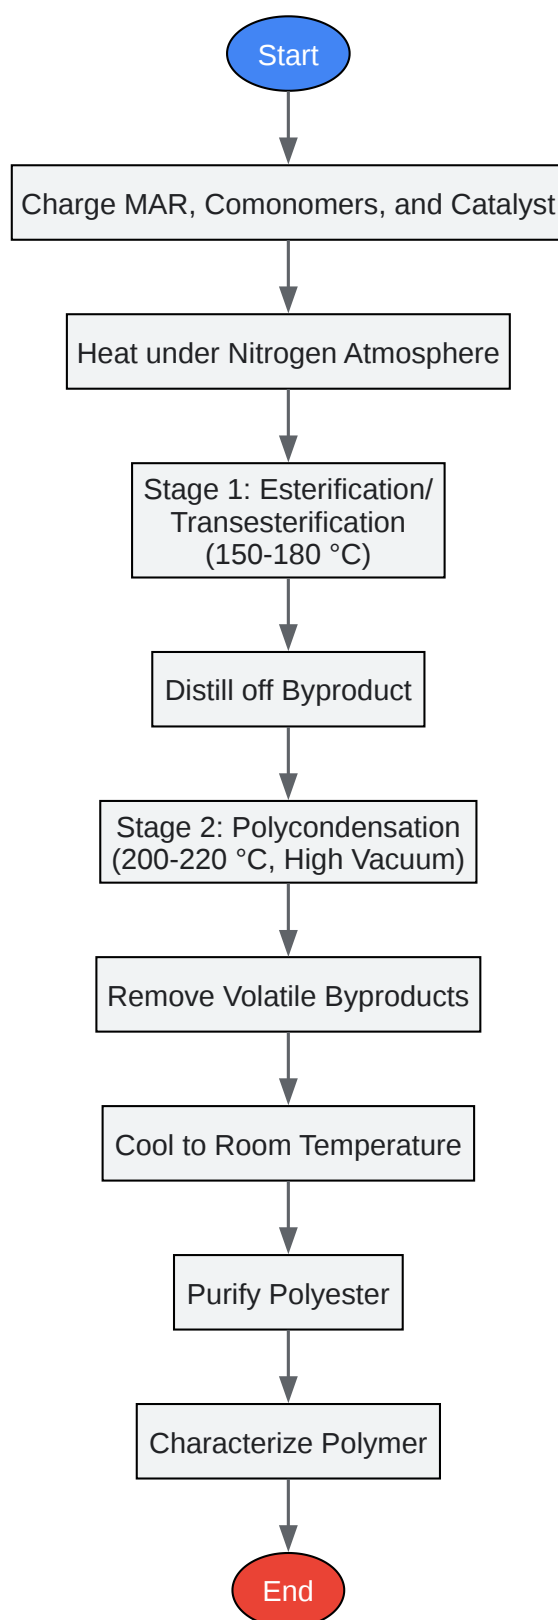 Start
Charge MAR, Comonomers, and Catalyst
Heat under Nitrogen Atmosphere
Stage 1: Esterification/
Transesterification
(150-180 °C)
Distill off Byproduct
Stage 2: Polycondensation
(200-220 °C, High Vacuum)
Remove Volatile Byproducts
Cool to Room Temperature
Purify Polyester
Characterize Polymer
End